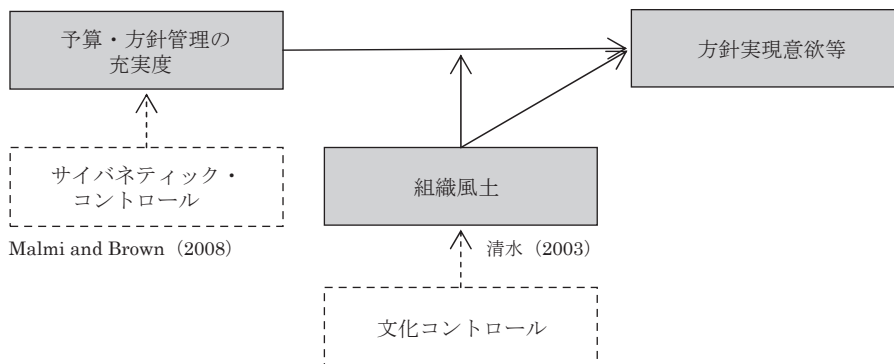 予算・方針管理の
充実度
方針実現意欲等
サイバネティック・
コントロール
組織風土
Malmi and Brown（2008）
清水（2003）
文化コントロール